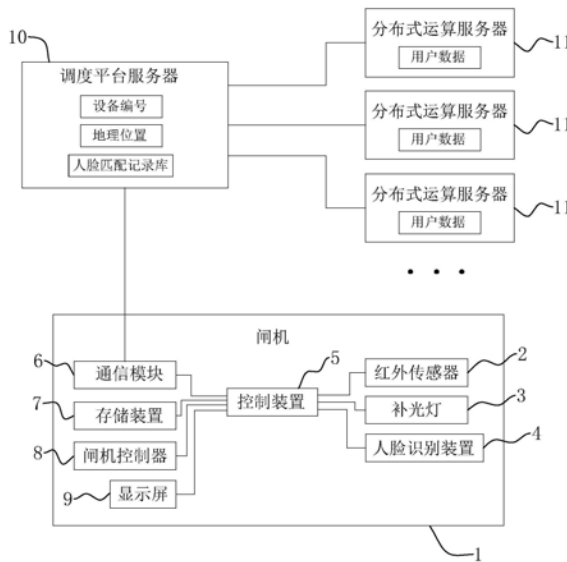 10
调度平台服务器
设备编号
地理位置
人脸匹配记录库
分布式运算服务器
用户数据
11
分布式运算服务器
用户数据
11
分布式运算服务器
用户数据
11
闸机
6
通信模块
7
存储装置
8
闸机控制器
9
显示屏
5
控制装置
红外传感器
2
补光灯
3
人脸识别装置
4
1